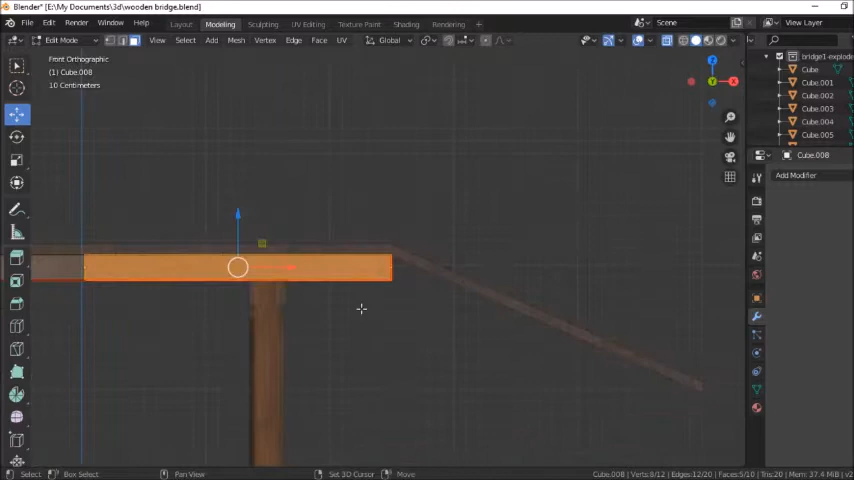 Blender* [E:\My Documents\3d\wooden bridge.blend]
File Edit Render Window Help Layout Modeling Sculpting UV Editing Texture Paint Shading Rendering + Scene View Layer
Edit Mode View Select Add Mesh Vertex Edge Face UV Global
Front Orthographic
(1) Cube.008
10 Centimeters
Z
Y
X
bridge1-explode
Cube
Cube.001
Cube.002
Cube.003
Cube.004
Cube.005
Cube.008
Add Modifier
Select Box Select Pan View Set 3D Cursor Move Cube.008 | Verts:8/12 | Edges:12/20 | Faces:5/10 | Tris:20 | Mem: 37.4 MiB | v2